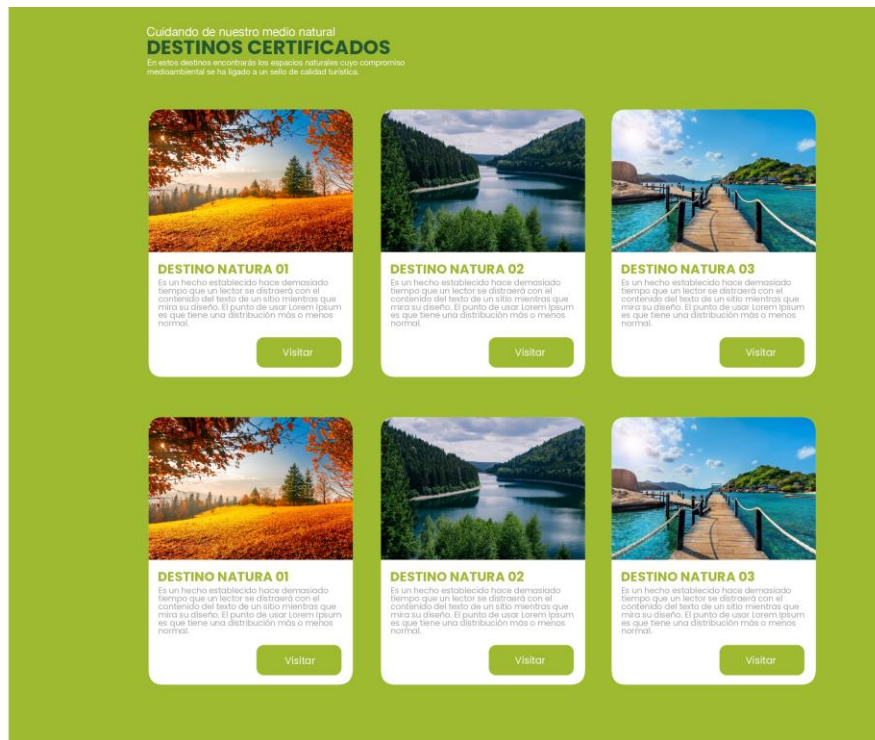 Cuidando de nuestro medio natural
DESTINOS CERTIFICADOS
En estos destinos encontrarás los espacios naturales cuyo compromiso
medioambiental se ha ligado a un sello de calidad turística.
DESTINO NATURA 01
Es un hecho establecido hace demasiado
tiempo que un lector se distraerá con el
contenido del texto de un sitio mientras que
mira su diseño. El punto de usar Lorem Ipsum
es que tiene una distribución más o menos
normal.
Visitar
DESTINO NATURA 02
Es un hecho establecido hace demasiado
tiempo que un lector se distraerá con el
contenido del texto de un sitio mientras que
mira su diseño. El punto de usar Lorem Ipsum
es que tiene una distribución más o menos
normal.
Visitar
DESTINO NATURA 03
Es un hecho establecido hace demasiado
tiempo que un lector se distraerá con el
contenido del texto de un sitio mientras que
mira su diseño. El punto de usar Lorem Ipsum
es que tiene una distribución más o menos
normal.
Visitar
DESTINO NATURA 01
Es un hecho establecido hace demasiado
tiempo que un lector se distraerá con el
contenido del texto de un sitio mientras que
mira su diseño. El punto de usar Lorem Ipsum
es que tiene una distribución más o menos
normal.
Visitar
DESTINO NATURA 02
Es un hecho establecido hace demasiado
tiempo que un lector se distraerá con el
contenido del texto de un sitio mientras que
mira su diseño. El punto de usar Lorem Ipsum
es que tiene una distribución más o menos
normal.
Visitar
DESTINO NATURA 03
Es un hecho establecido hace demasiado
tiempo que un lector se distraerá con el
contenido del texto de un sitio mientras que
mira su diseño. El punto de usar Lorem Ipsum
es que tiene una distribución más o menos
normal.
Visitar